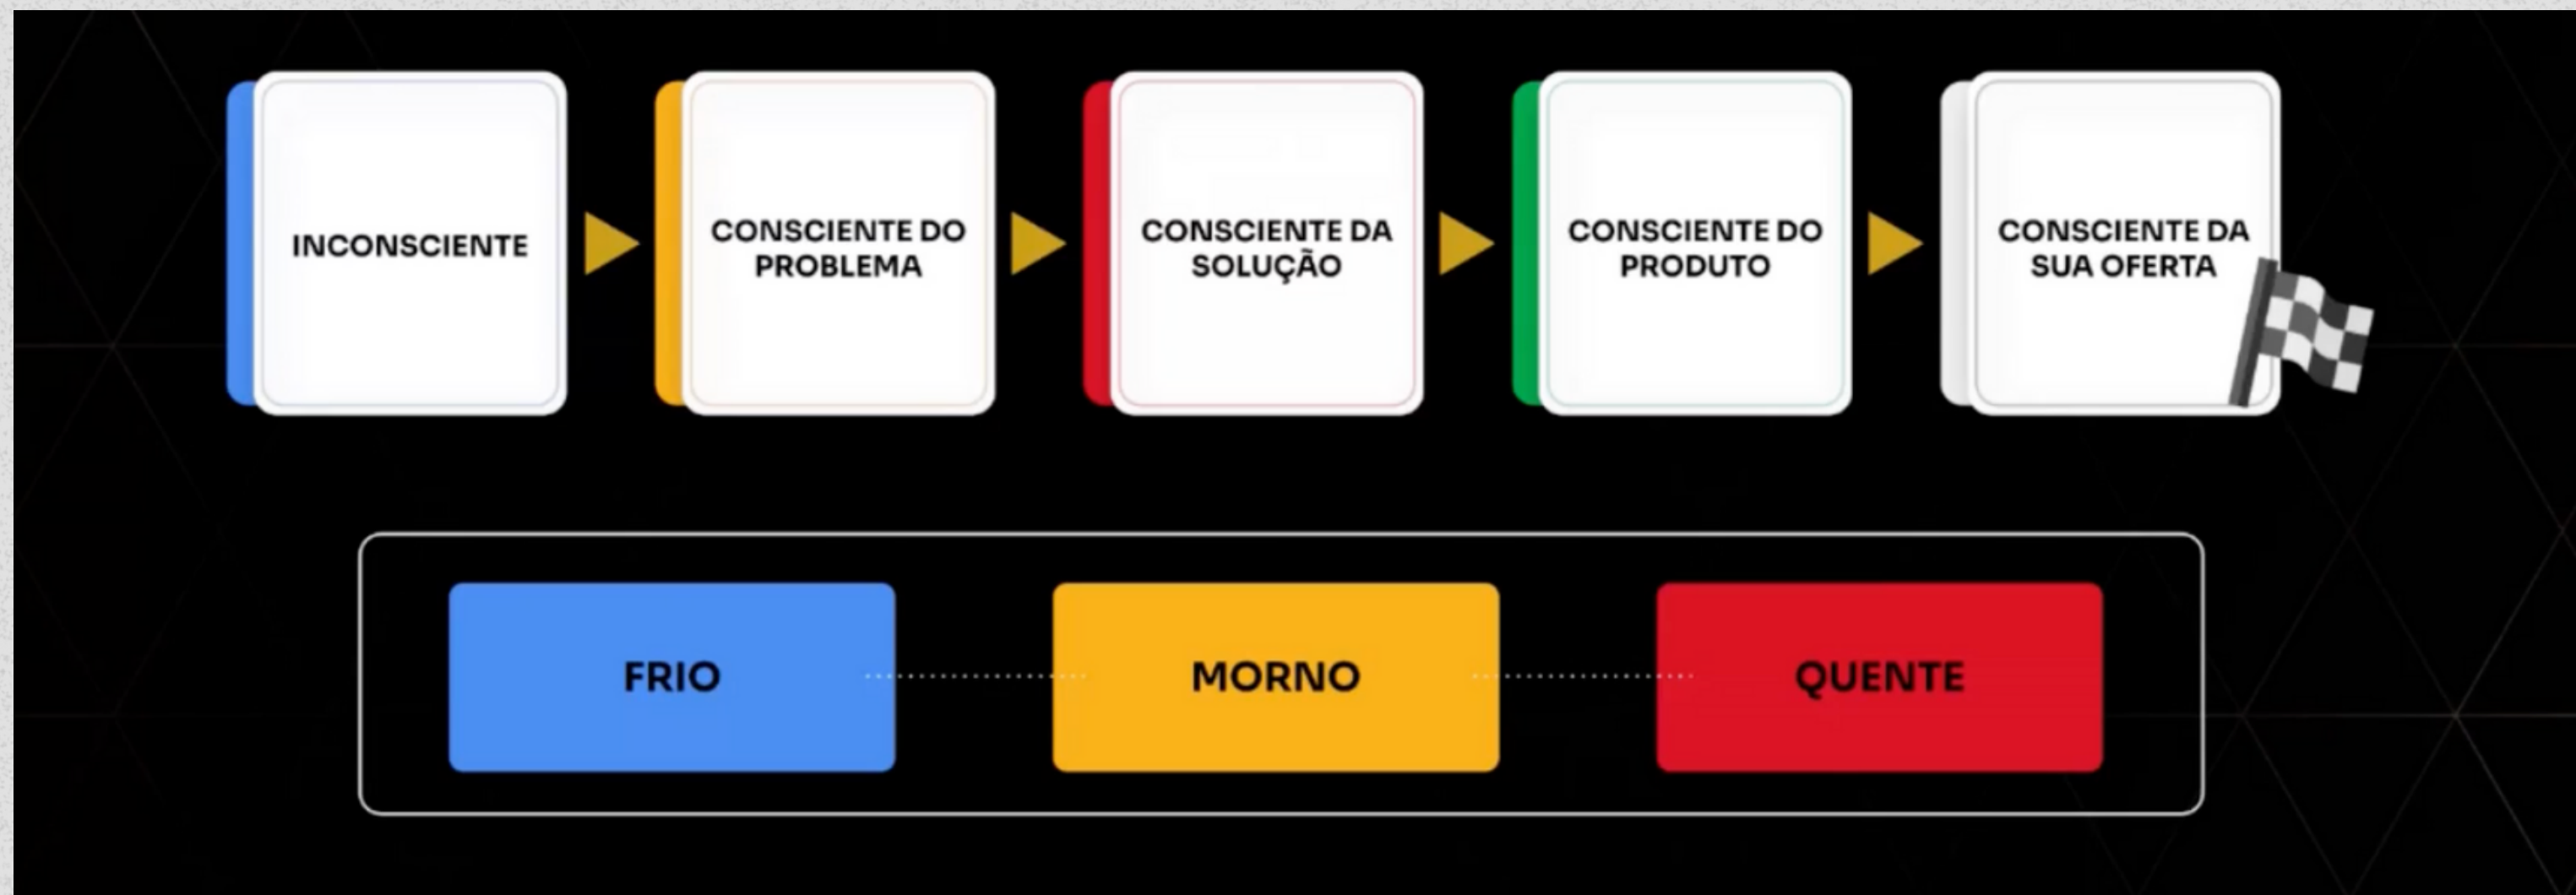 INCONSCIENTE
CONSCIENTE DO
PROBLEMA
CONSCIENTE DA
SOLUÇÃO
CONSCIENTE DO
PRODUTO
CONSCIENTE DA
SUA OFERTA
FRIO
MORNO
QUENTE